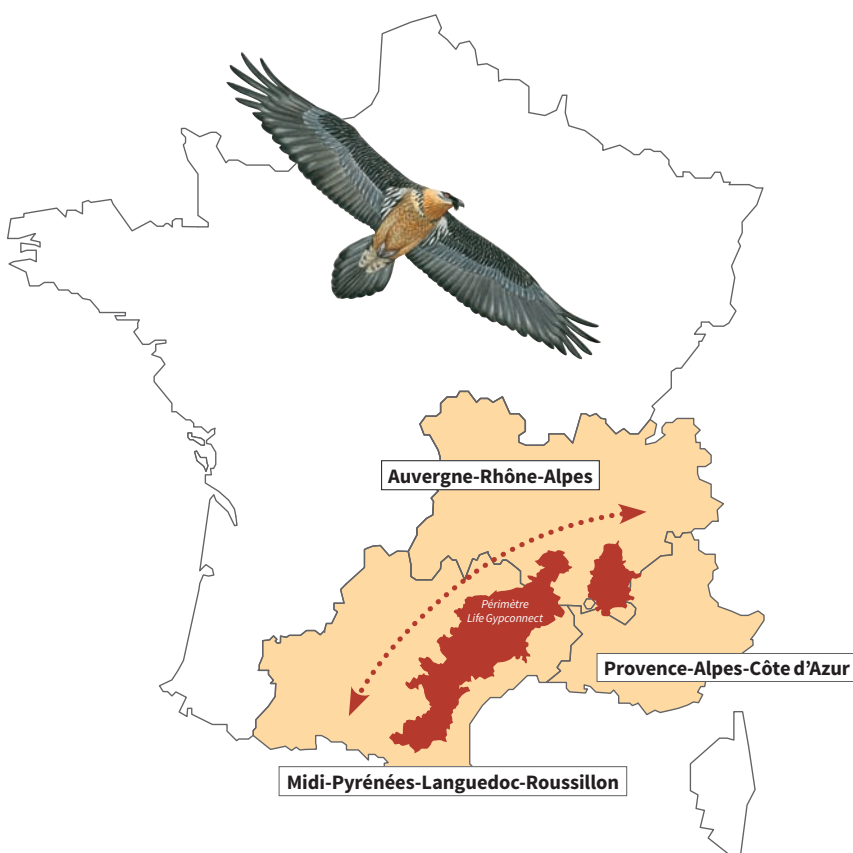 Auvergne-Rhône-Alpes
Périmètre
Life Gypconnect
Provence-Alpes-Côte d’Azur
Midi-Pyrénées-Languedoc-Roussillon